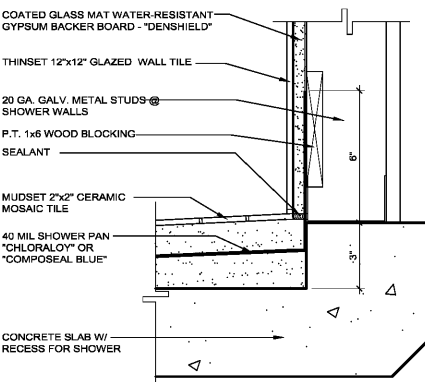 COATED GLASS MAT WATER-RESISTANT
GYPSUM BACKER BOARD - "DENSHIELD"
THINSET 12"x12" GLAZED WALL TILE
20 GA. GALV. METAL STUDS @
SHOWER WALLS
P.T. 1x6 WOOD BLOCKING
SEALANT
MUDSET 2"x2" CERAMIC
MOSAIC TILE
40 MIL SHOWER PAN
"CHLORALOY" OR
"COMPOSEAL BLUE"
CONCRETE SLAB W/
RECESS FOR SHOWER
6"
-3"